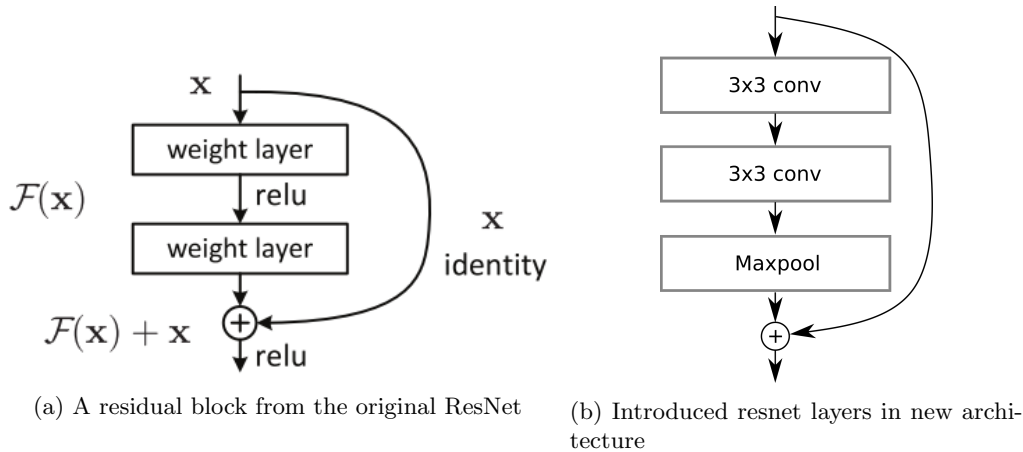 x
weight layer
relu
F(x)
weight layer
x
identity
F(x) + x
+
relu
(a) A residual block from the original ResNet
3x3 conv
3x3 conv
Maxpool
+
(b) Introduced resnet layers in new archi-
tecture